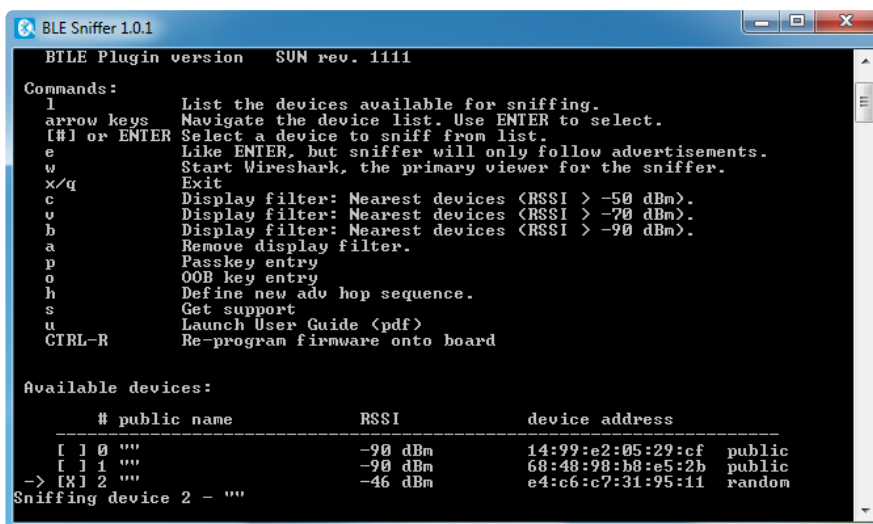 BLE Sniffer 1.0.1
BTLE Plugin version SVN rev. 1111
Commands:
l List the devices available for sniffing.
arrow keys Navigate the device list. Use ENTER to select.
[#] or ENTER Select a device to sniff from list.
e Like ENTER, but sniffer will only follow advertisements.
w Start Wireshark, the primary viewer for the sniffer.
x/q Exit
c Display filter: Nearest devices (RSSI > -50 dBm).
v Display filter: Nearest devices (RSSI > -70 dBm).
b Display filter: Nearest devices (RSSI > -90 dBm).
a Remove display filter.
p Passkey entry
o OOB key entry
h Define new adv hop sequence.
s Get support
u Launch User Guide (pdf)
CTRL-R Re-program firmware onto board
Available devices:
# public name RSSI device address
[ ] 0 "" -90 dBm 14:99:e2:05:29:cf public
[ ] 1 "" -90 dBm 68:48:98:b8:e5:2b public
-> [X] 2 "" -46 dBm e4:c6:c7:31:95:11 random
Sniffing device 2 - ""